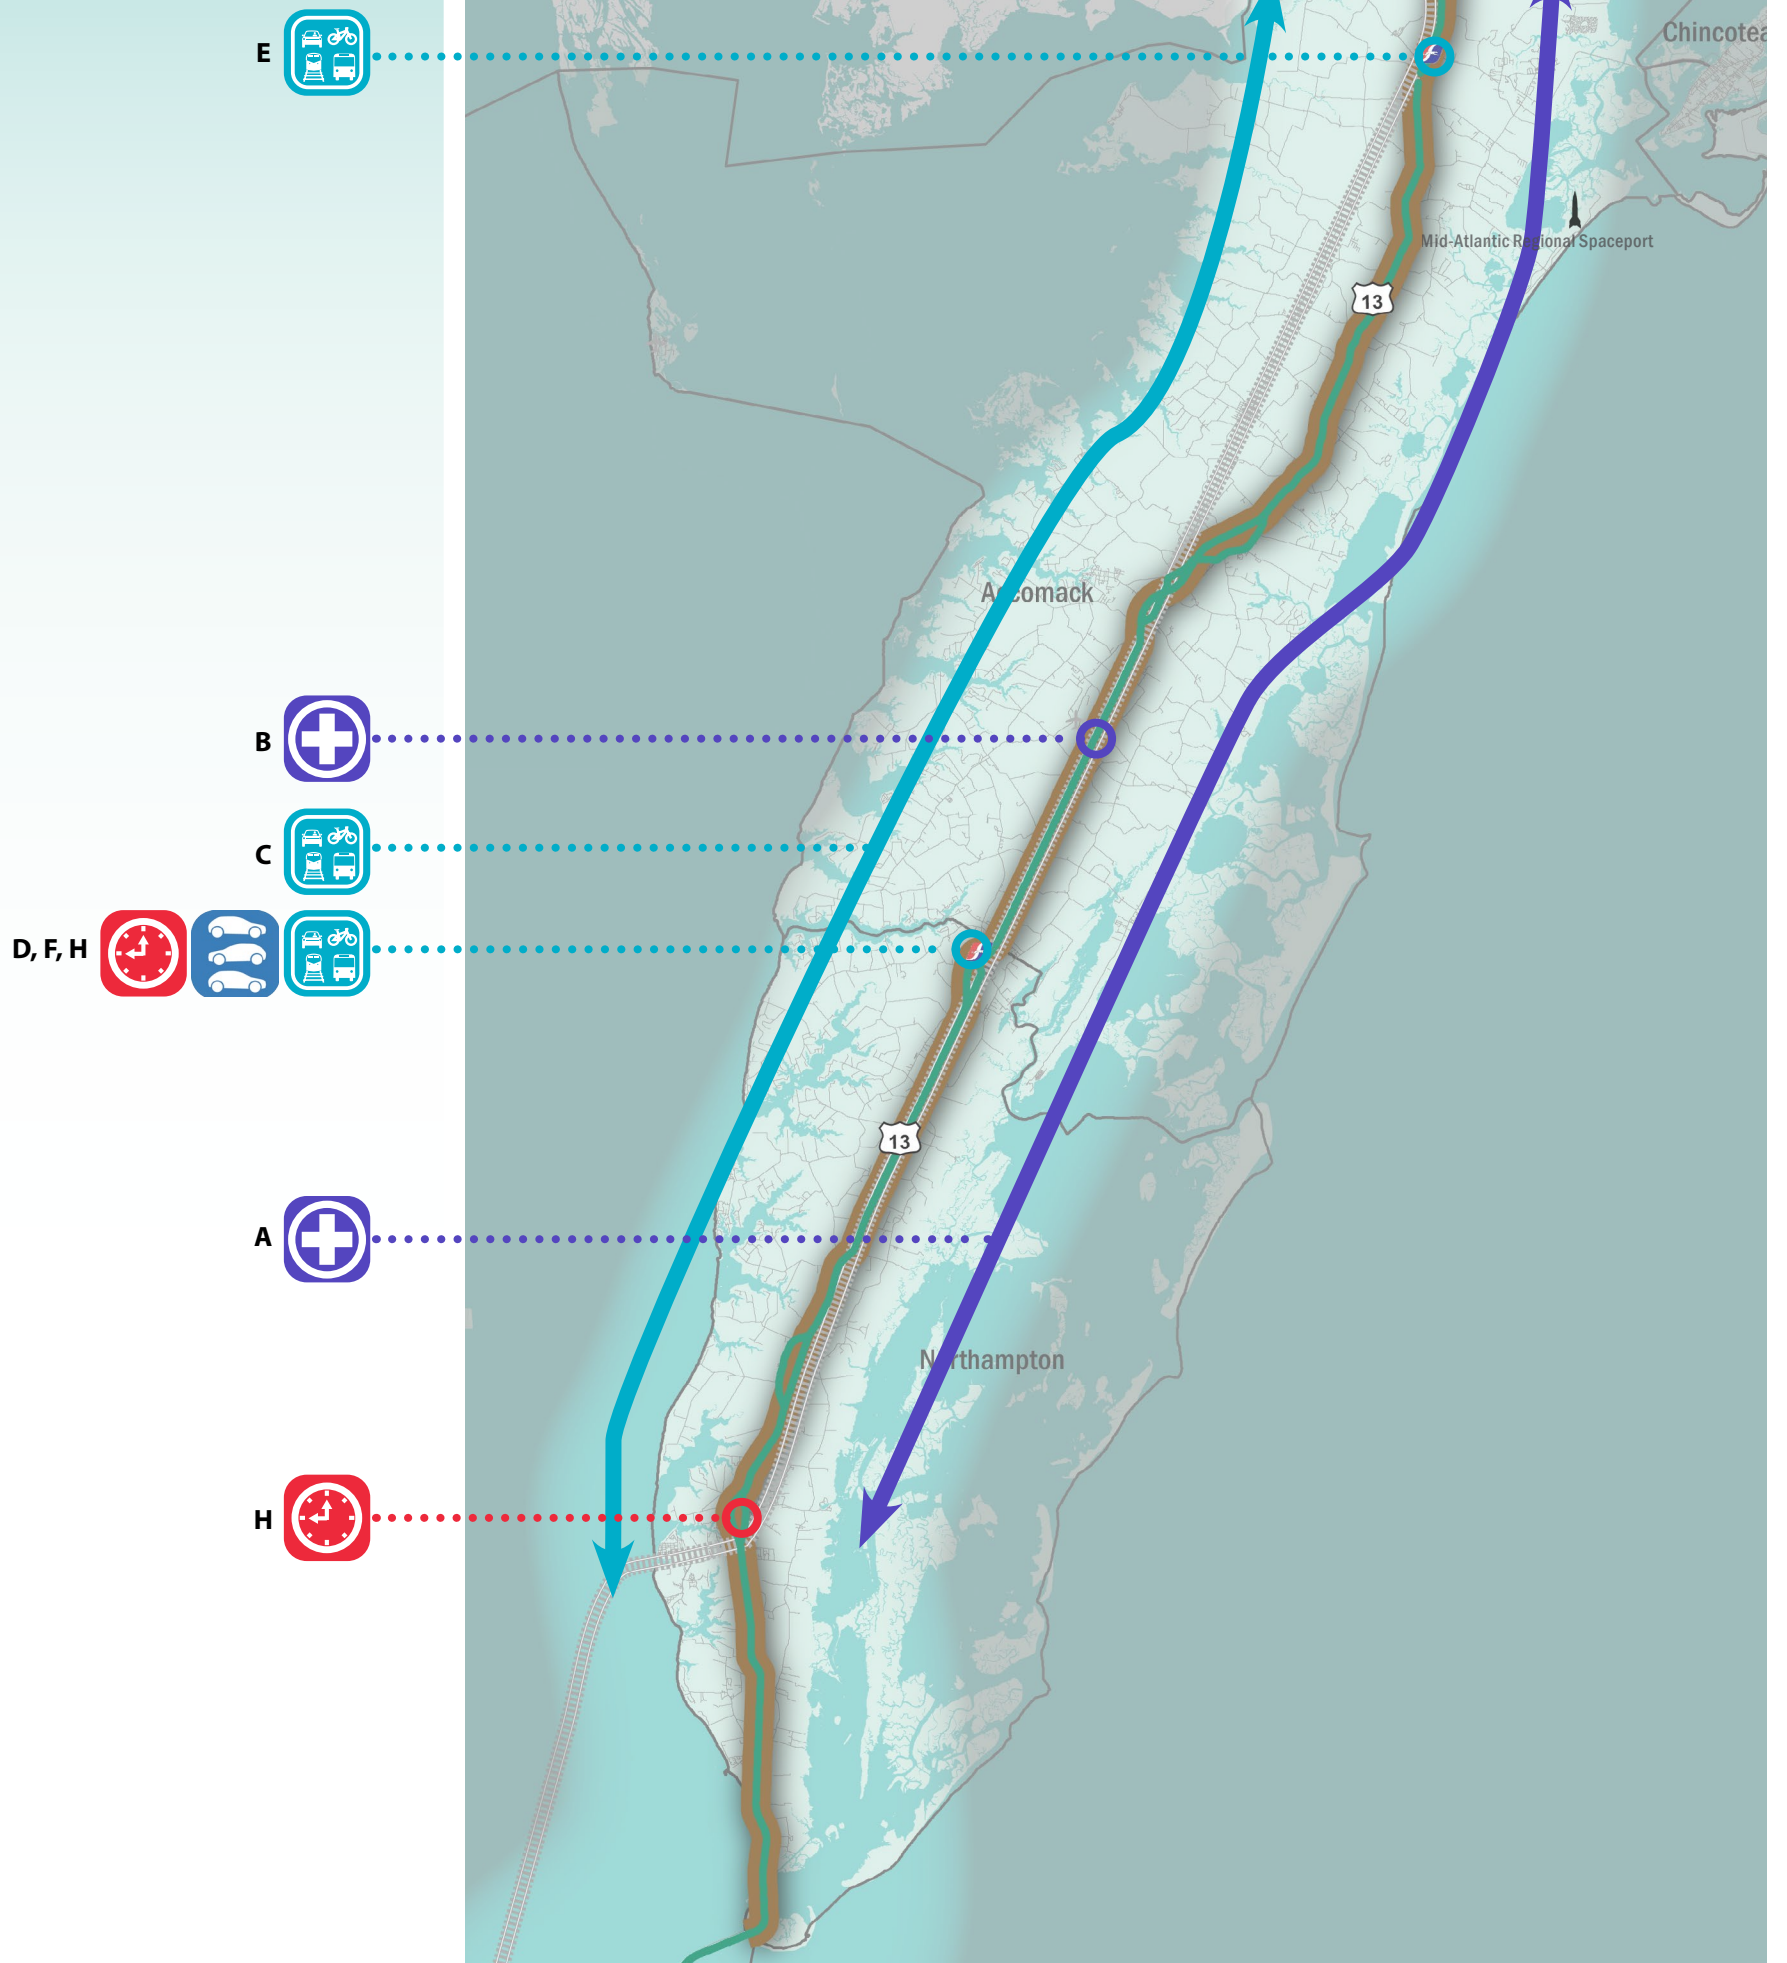 E
Chincotea
Mid-Atlantic Regional Spaceport
13
Accomack
B
C
D, F, H
13
A
Northampton
H